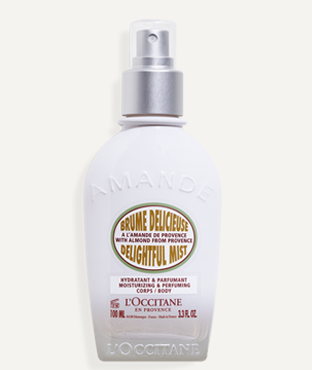 AMANDE
BRUME DELICIEUSE
A L'AMANDE DE PROVENCE
WITH ALMOND FROM PROVENCE
DELIGHTFUL MIST
HYDRATANT & PARFUMANT
MOISTURIZING & PERFUMING
CORPS / BODY
L'OCCITANE
EN PROVENCE
100 ML 3.3 FL.OZ.
L'OCCITANE